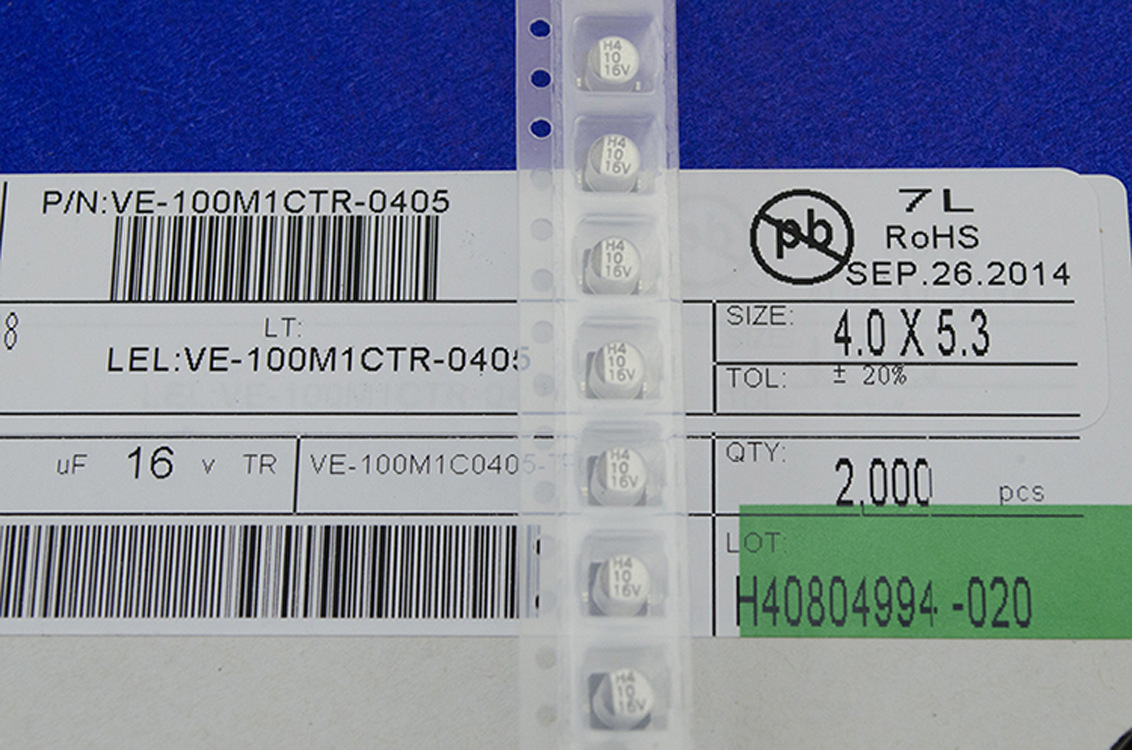 H4
10
16V
H4
10
16V
H4
10
16V
H4
10
16V
H4
10
16V
H4
10
16V
H4
10
16V
P/N:VE-100M1CTR-0405
pb
7L
RoHS
SEP.26.2014
8
LT:
LEL:VE-100M1CTR-0405
SIZE: 4.0 X 5.3
TOL: ± 20%
uF 16 v TR
VE-100M1C0405-
QTY: 2,000 pcs
LOT:
H40804994 -020